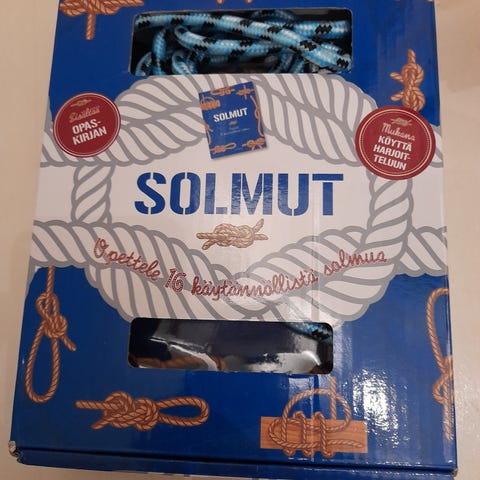 SOLMUT
Sisältää
OPAS-
KIRJAN
Mukana
KÖYTTÄ
HARJOIT-
TELUUN
SOLMUT
Opettele 16 käytännöllistä solmua